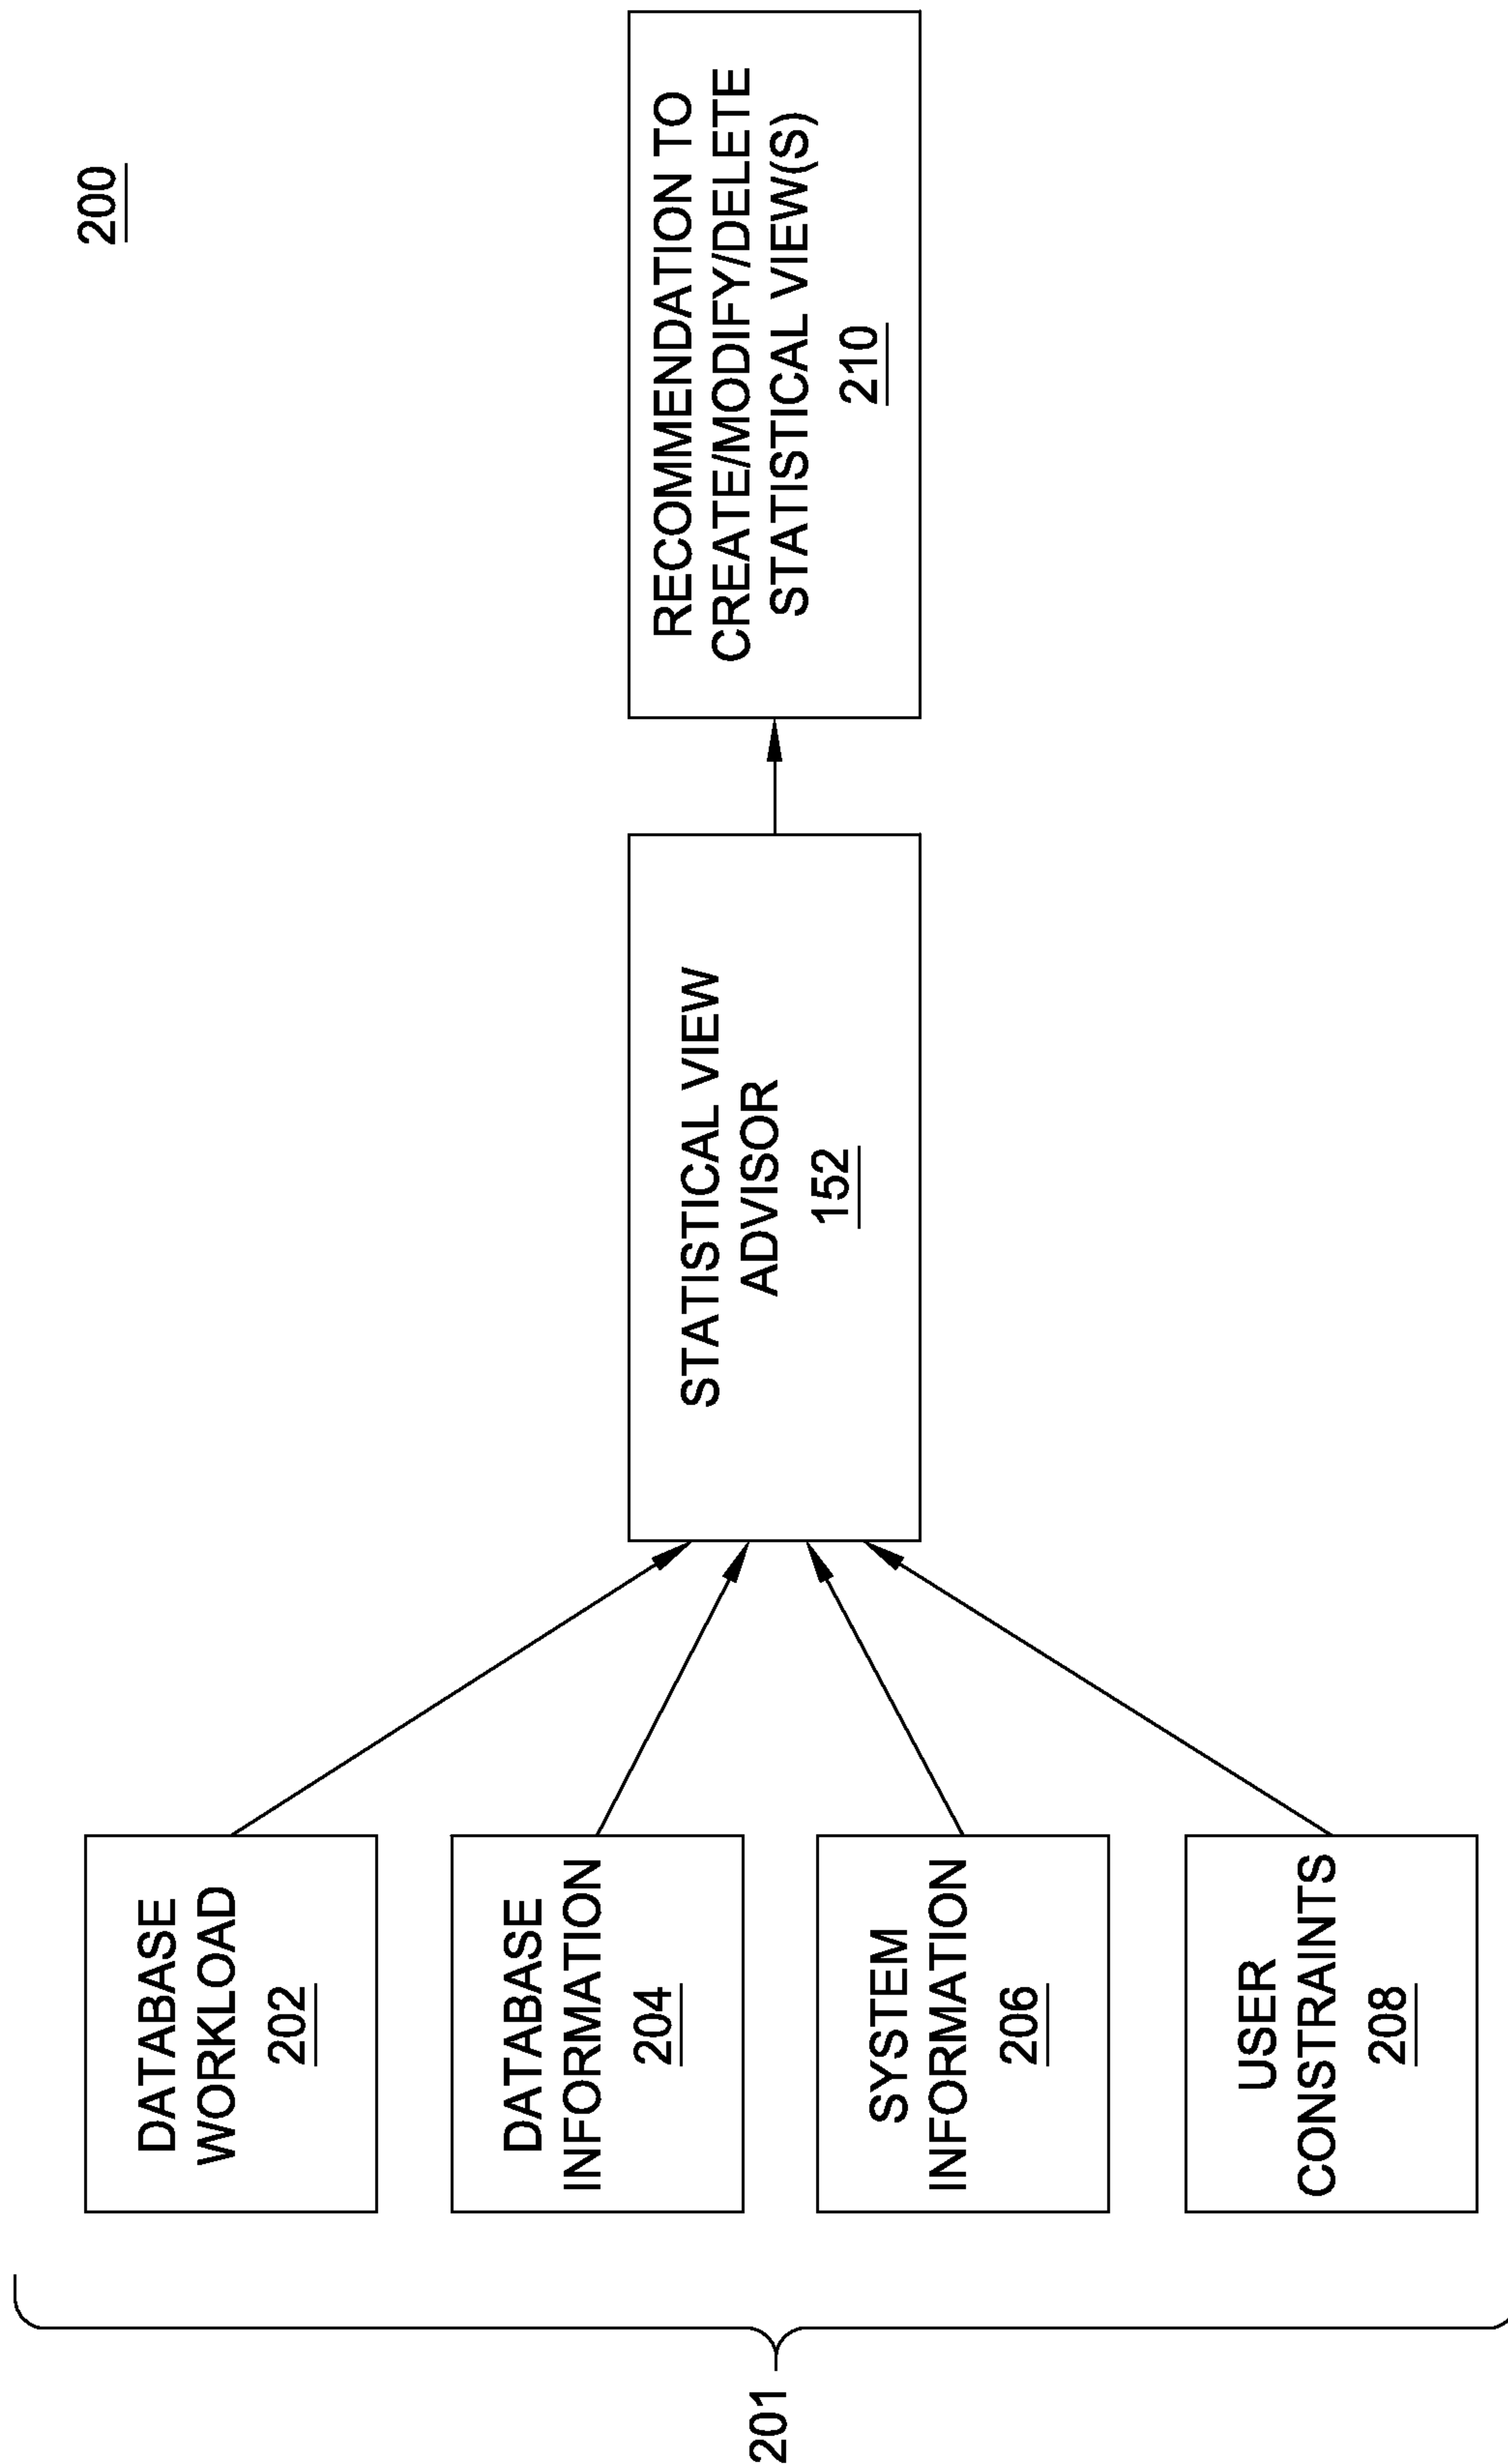 200
201
DATABASE
WORKLOAD
202
DATABASE
INFORMATION
204
SYSTEM
INFORMATION
206
USER
CONSTRAINTS
208
STATISTICAL VIEW
ADVISOR
152
RECOMMENDATION TO
CREATE/MODIFY/DELETE
STATISTICAL VIEW(S)
210